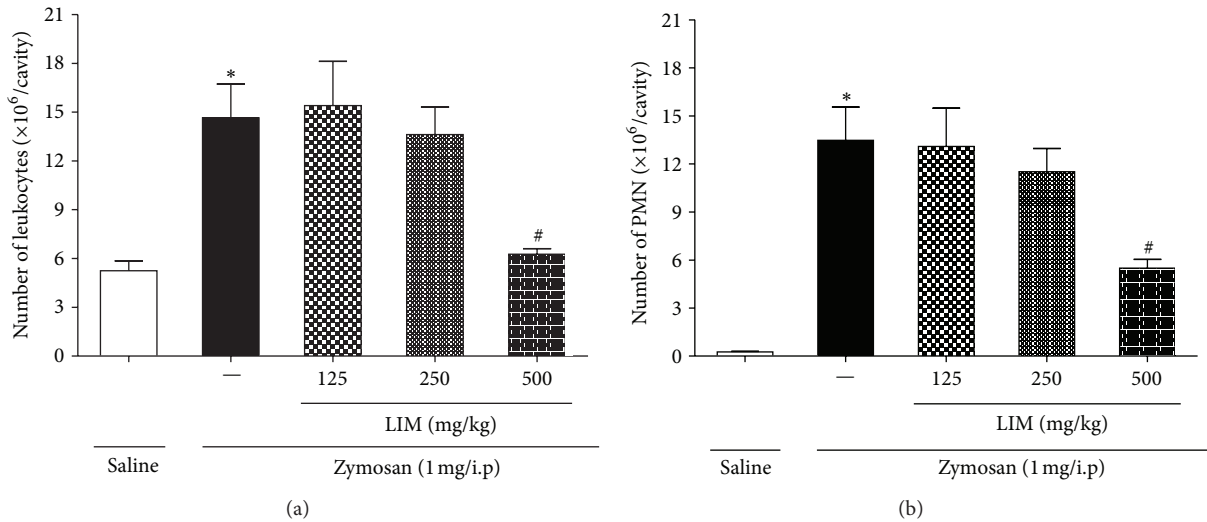 Number of leukocytes (×10⁶/cavity)
21
18
15
12
9
6
3
0
*
#
—
125
250
500
LIM (mg/kg)
Saline
Zymosan (1 mg/i.p)
(a)
Number of PMN (×10⁶/cavity)
21
18
15
12
9
6
3
0
*
#
—
125
250
500
LIM (mg/kg)
Saline
Zymosan (1 mg/i.p)
(b)